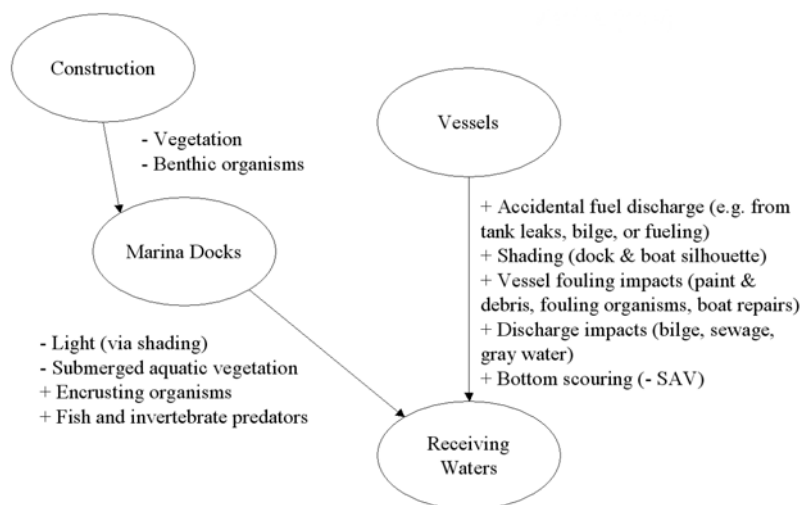 Construction
Vessels
- Vegetation
- Benthic organisms
Marina Docks
+ Accidental fuel discharge (e.g. from
tank leaks, bilge, or fueling)
+ Shading (dock & boat silhouette)
+ Vessel fouling impacts (paint &
debris, fouling organisms, boat repairs)
+ Discharge impacts (bilge, sewage,
gray water)
+ Bottom scouring (- SAV)
- Light (via shading)
- Submerged aquatic vegetation
+ Encrusting organisms
+ Fish and invertebrate predators
Receiving
Waters